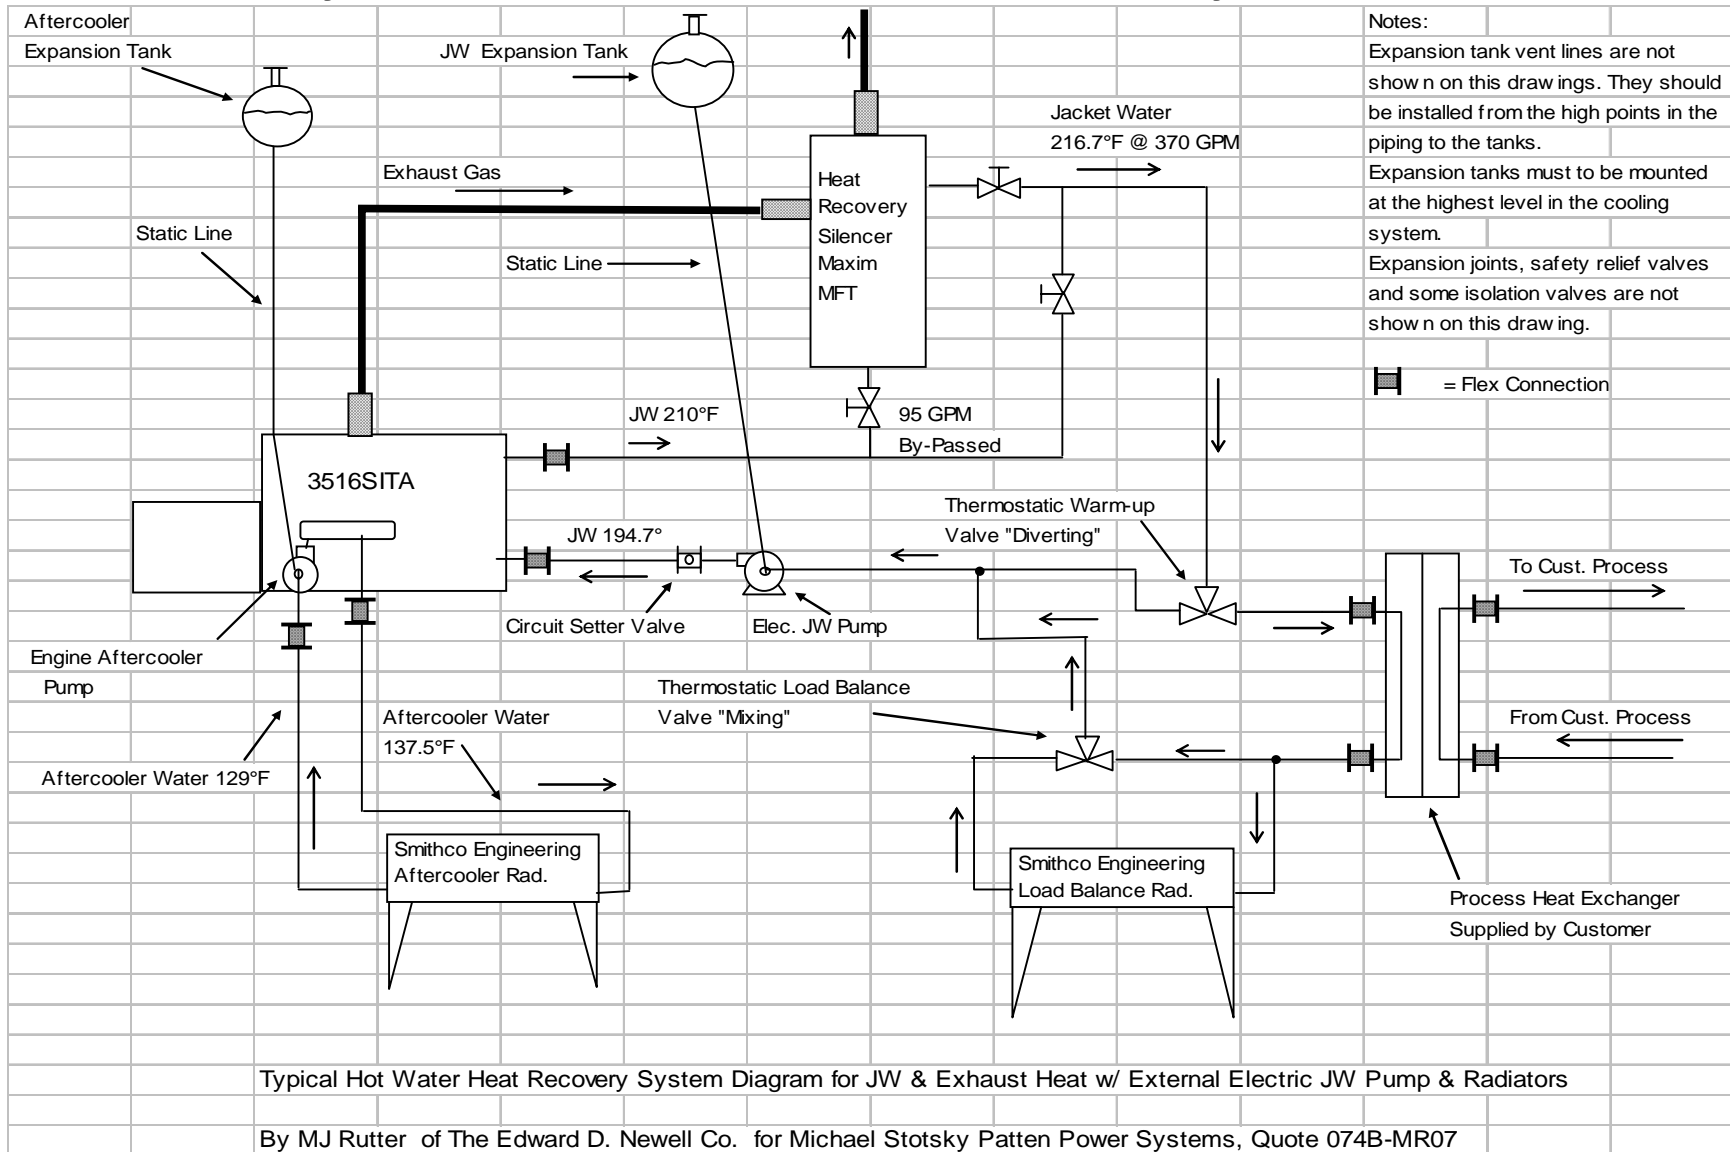 Aftercooler
Expansion Tank
JW Expansion Tank
Notes:
Expansion tank vent lines are not
shown on this drawings. They should
be installed from the high points in the
piping to the tanks.
Expansion tanks must to be mounted
at the highest level in the cooling
system.
Expansion joints, safety relief valves
and some isolation valves are not
shown on this drawing.
= Flex Connection
Jacket Water
216.7°F @ 370 GPM
Exhaust Gas
Heat
Recovery
Silencer
Maxim
MFT
Static Line
Static Line
JW 210°F
95 GPM
By-Passed
3516SITA
JW 194.7°
Thermostatic Warm-up
Valve "Diverting"
To Cust. Process
Circuit Setter Valve
Elec. JW Pump
Engine Aftercooler
Pump
Thermostatic Load Balance
Valve "Mixing"
From Cust. Process
Aftercooler Water
137.5°F
Aftercooler Water 129°F
Smithco Engineering
Aftercooler Rad.
Smithco Engineering
Load Balance Rad.
Process Heat Exchanger
Supplied by Customer
Typical Hot Water Heat Recovery System Diagram for JW & Exhaust Heat w/ External Electric JW Pump & Radiators
By MJ Rutter of The Edward D. Newell Co. for Michael Stotsky Patten Power Systems, Quote 074B-MR07